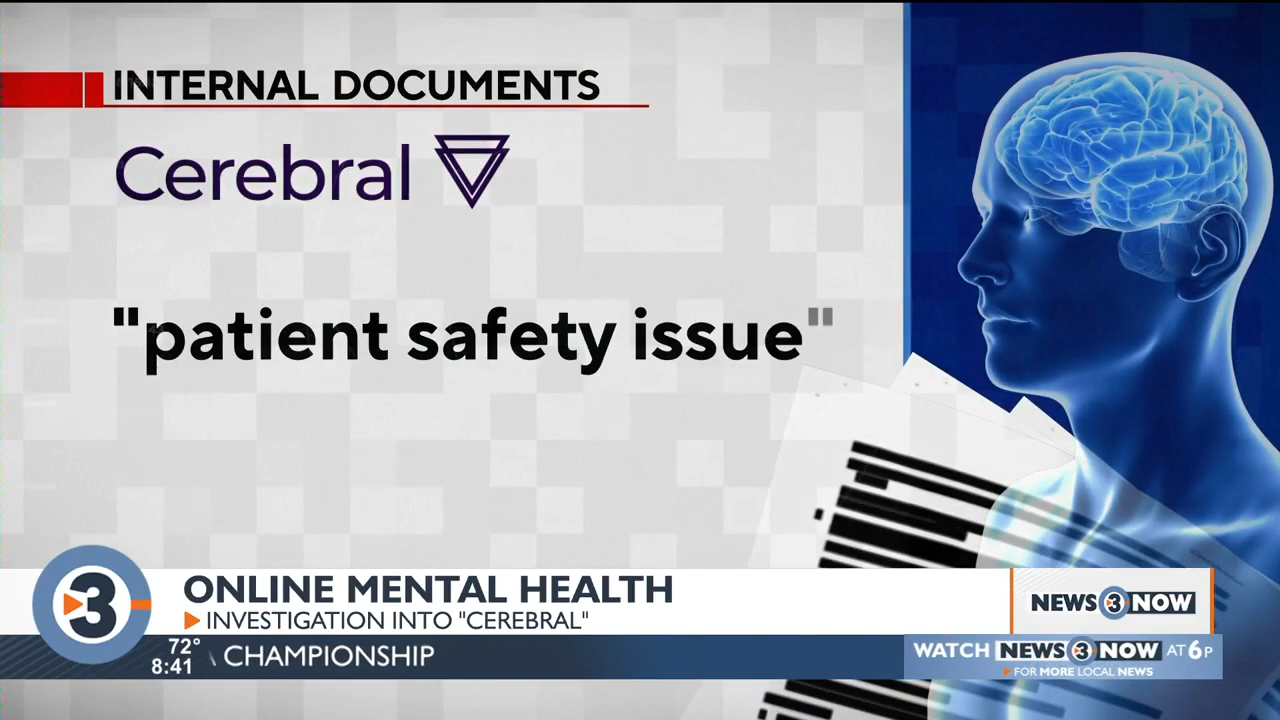 INTERNAL DOCUMENTS
Cerebral
"patient safety issue"
3
ONLINE MENTAL HEALTH
INVESTIGATION INTO "CEREBRAL"
NEWS 3 NOW
72°
8:41
\ CHAMPIONSHIP
WATCH NEWS 3 NOW AT 6P
FOR MORE LOCAL NEWS